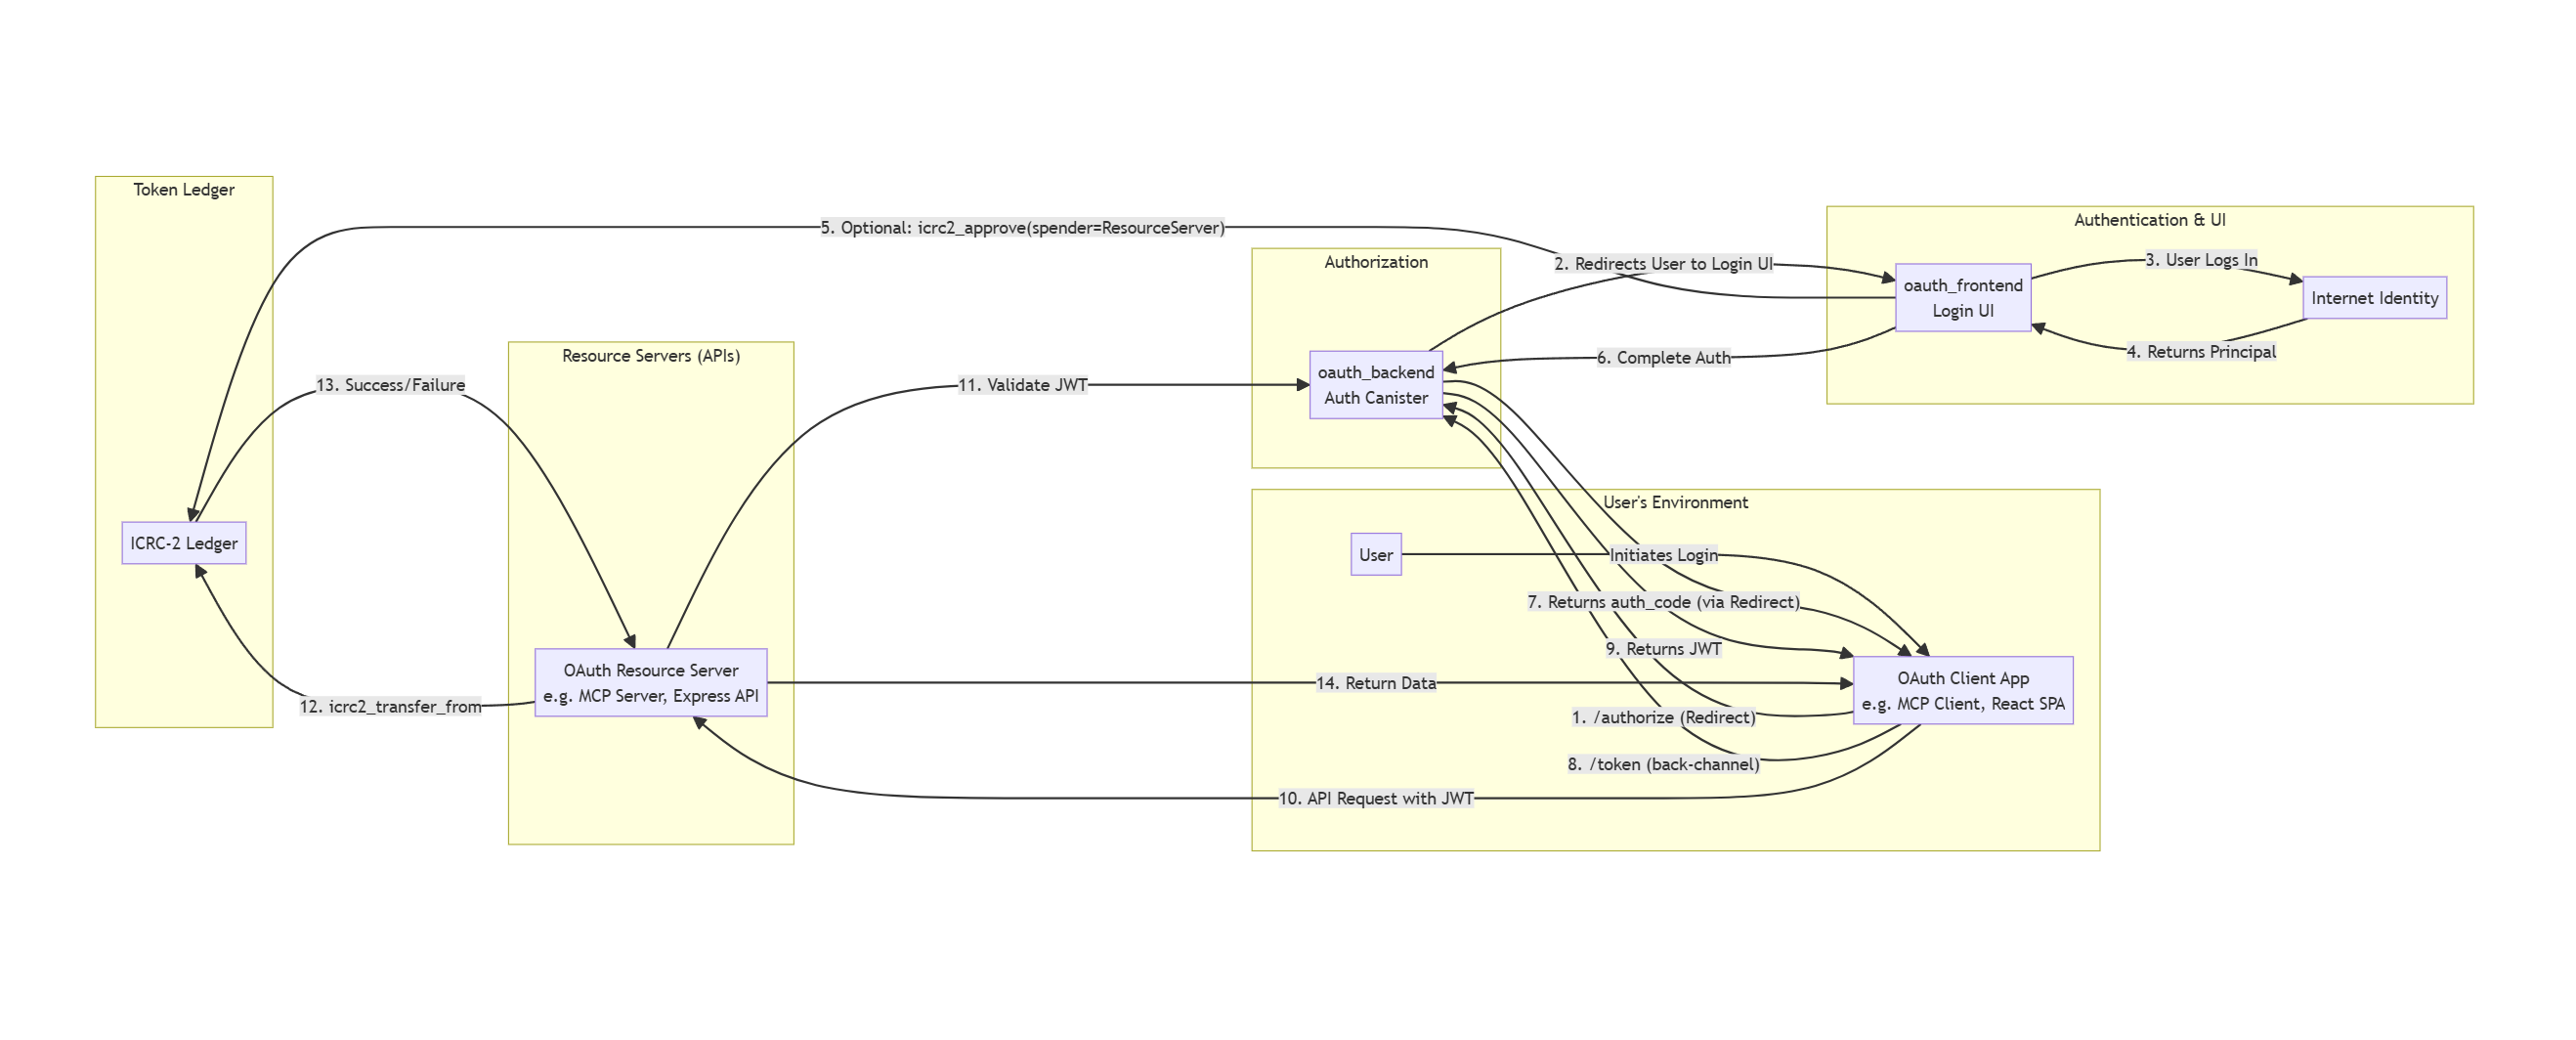 Token Ledger
5. Optional: icrc2_approve(spender=ResourceServer)
Authentication & UI
Authorization
2. Redirects User to Login UI
3. User Logs In
oauth_frontend
Login UI
Internet Identity
4. Returns Principal
6. Complete Auth
Resource Servers (APIs)
13. Success/Failure
11. Validate JWT
oauth_backend
Auth Canister
User's Environment
ICRC-2 Ledger
User
Initiates Login
7. Returns auth_code (via Redirect)
9. Returns JWT
OAuth Resource Server
e.g. MCP Server, Express API
14. Return Data
OAuth Client App
e.g. MCP Client, React SPA
12. icrc2_transfer_from
1. /authorize (Redirect)
8. /token (back-channel)
10. API Request with JWT